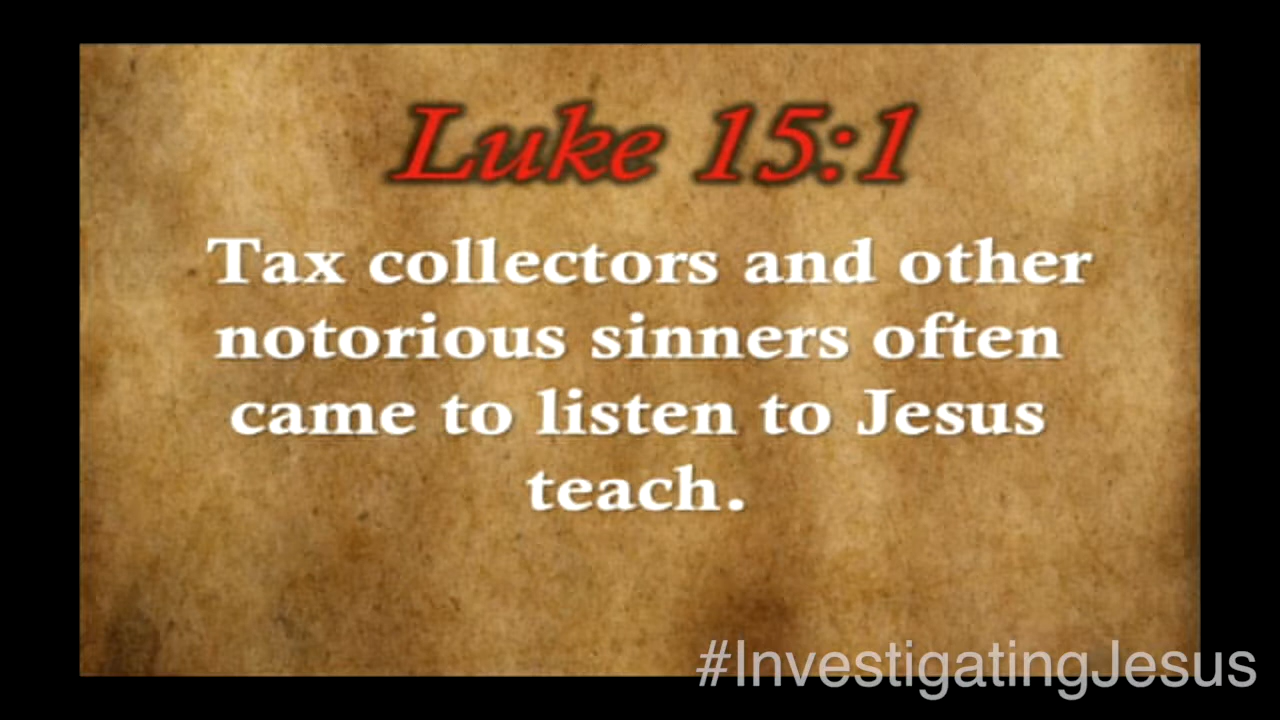 Luke 15:1
Tax collectors and other
notorious sinners often
came to listen to Jesus
teach.
#InvestigatingJesus